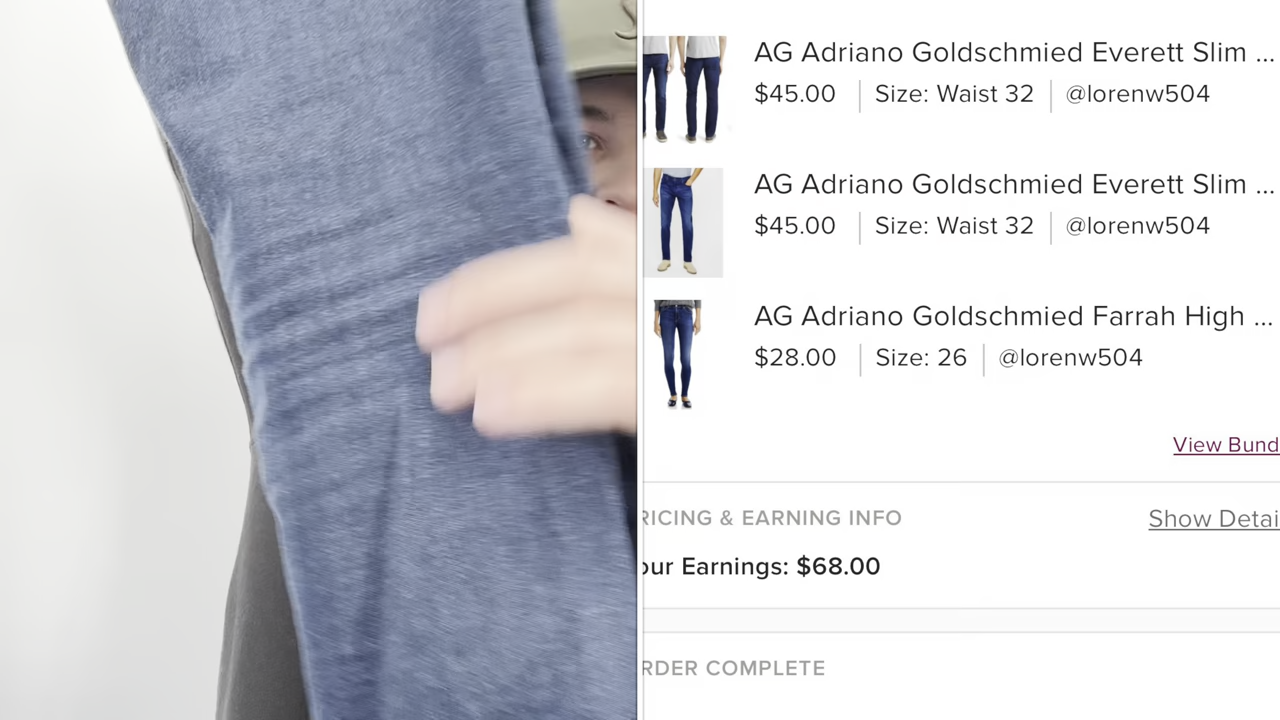 AG Adriano Goldschmied Everett Slim ...
$45.00 | Size: Waist 32 | @lorenw504
AG Adriano Goldschmied Everett Slim ...
$45.00 | Size: Waist 32 | @lorenw504
AG Adriano Goldschmied Farrah High ...
$28.00 | Size: 26 | @lorenw504
View Bund
RICING & EARNING INFO
Show Detai
our Earnings: $68.00
RDER COMPLETE